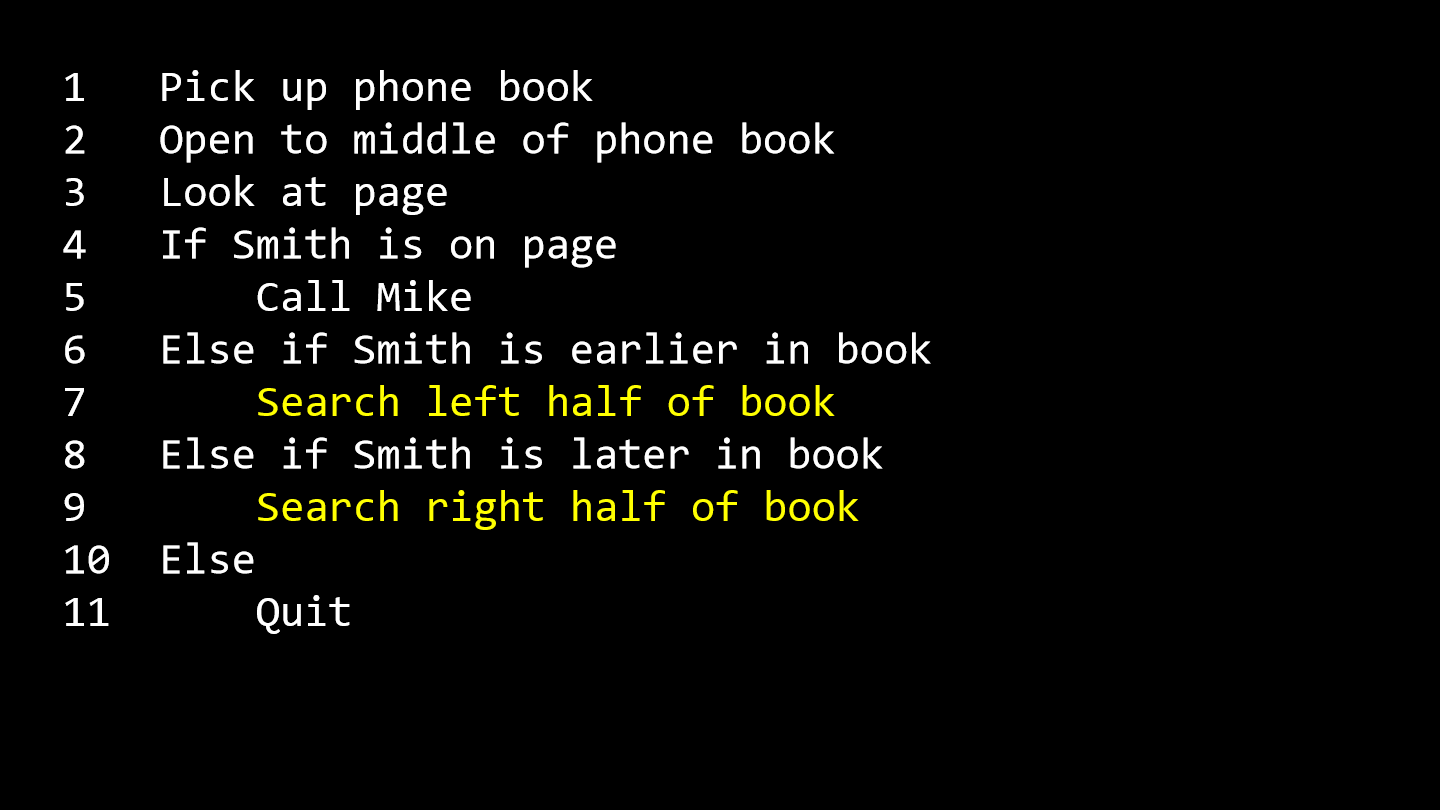 1 Pick up phone book
2 Open to middle of phone book
3 Look at page
4 If Smith is on page
5 Call Mike
6 Else if Smith is earlier in book
7 Search left half of book
8 Else if Smith is later in book
9 Search right half of book
10 Else
11 Quit